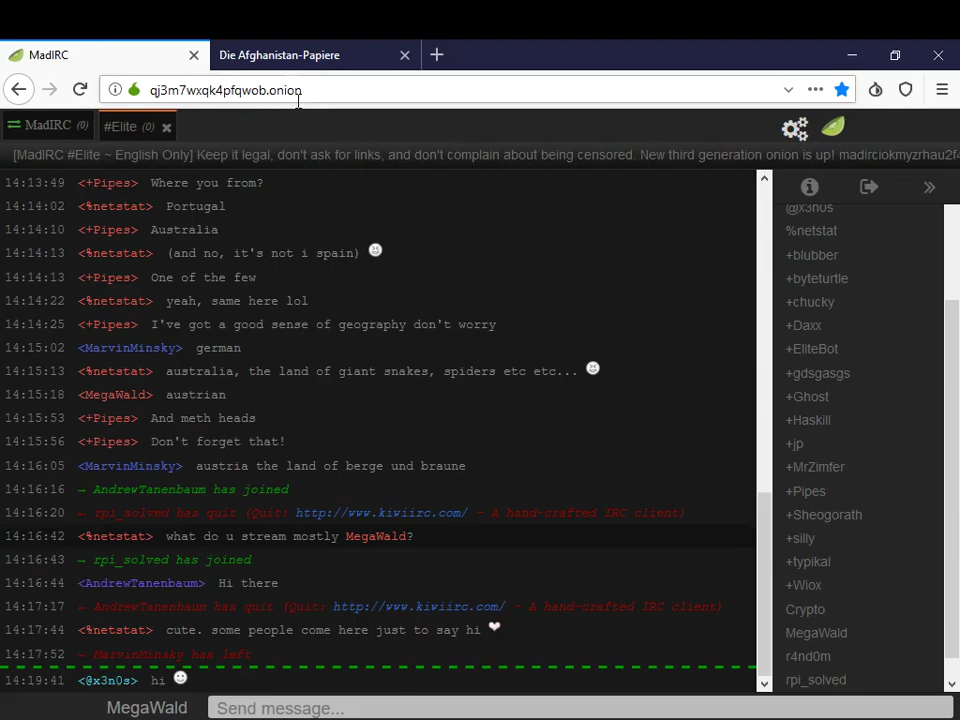 MadIRC
Die Afghanistan-Papiere
qj3m7wxqk4pfqwob.onion
MadIRC (0) #Elite (0)
[MadIRC #Elite ~ English Only] Keep it legal, don't ask for links, and don't complain about being censored. New third generation onion is up! madirciokmyzrhau2f4
14:13:49 <+Pipes> Where you from?
14:14:02 <%netstat> Portugal
14:14:10 <+Pipes> Australia
14:14:13 <%netstat> (and no, it's not i spain)
14:14:13 <+Pipes> One of the few
14:14:22 <%netstat> yeah, same here lol
14:14:25 <+Pipes> I've got a good sense of geography don't worry
14:15:02 <MarvinMinsky> german
14:15:13 <%netstat> australia, the land of giant snakes, spiders etc etc...
14:15:18 <MegaWald> austrian
14:15:53 <+Pipes> And meth heads
14:15:56 <+Pipes> Don't forget that!
14:16:05 <MarvinMinsky> austria the land of berge und braune
14:16:16 → AndrewTanenbaum has joined
14:16:20 ← rpi_solved has quit (Quit: http://www.kiwiirc.com/ - A hand-crafted IRC client)
14:16:42 <%netstat> what do u stream mostly MegaWald?
14:16:43 → rpi_solved has joined
14:16:44 <AndrewTanenbaum> Hi there
14:17:17 ← AndrewTanenbaum has quit (Quit: http://www.kiwiirc.com/ - A hand-crafted IRC client)
14:17:44 <%netstat> cute. some people come here just to say hi
14:17:52 ← MarvinMinsky has left
14:19:41 <@x3n0s> hi
@x3n0s
%netstat
+blubber
+byteturtle
+chucky
+Daxx
+EliteBot
+gdsgasgs
+Ghost
+Haskill
+jp
+MrZimfer
+Pipes
+Sheogorath
+silly
+typikal
+Wiox
Crypto
MegaWald
r4nd0m
rpi_solved
MegaWald Send message...